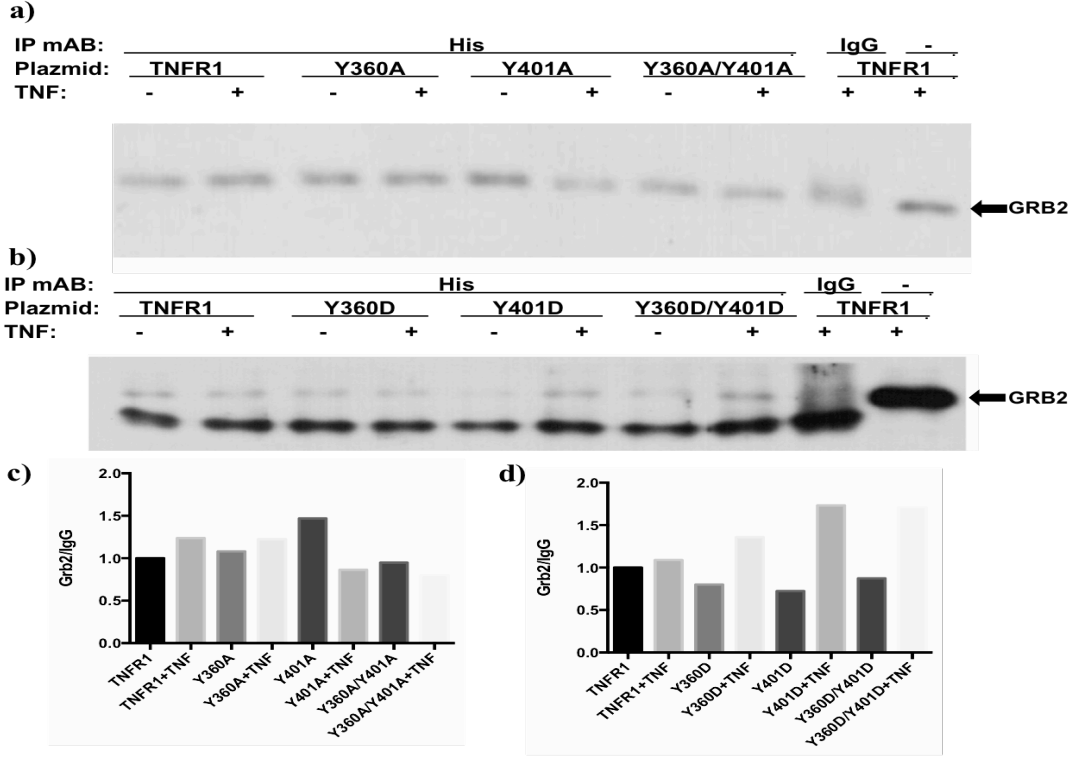 a)
IP mAB: His IgG -
Plazmid: TNFR1 Y360A Y401A Y360A/Y401A TNFR1
TNF: - + - + - + - + + +
GRB2
b)
IP mAB: His IgG -
Plazmid: TNFR1 Y360D Y401D Y360D/Y401D TNFR1
TNF: - + - + - + - + + +
GRB2
c)
2.0
1.5
1.0
0.5
0.0
Grb2/IgG
TNFR1
TNFR1+TNF
Y360A
Y360A+TNF
Y401A
Y401A+TNF
Y360A/Y401A
Y360A/Y401A+TNF
d)
2.0
1.5
1.0
0.5
0.0
Grb2/IgG
TNFR1
TNFR1+TNF
Y360D
Y360D+TNF
Y401D
Y401D+TNF
Y360D/Y401D
Y360D/Y401D+TNF